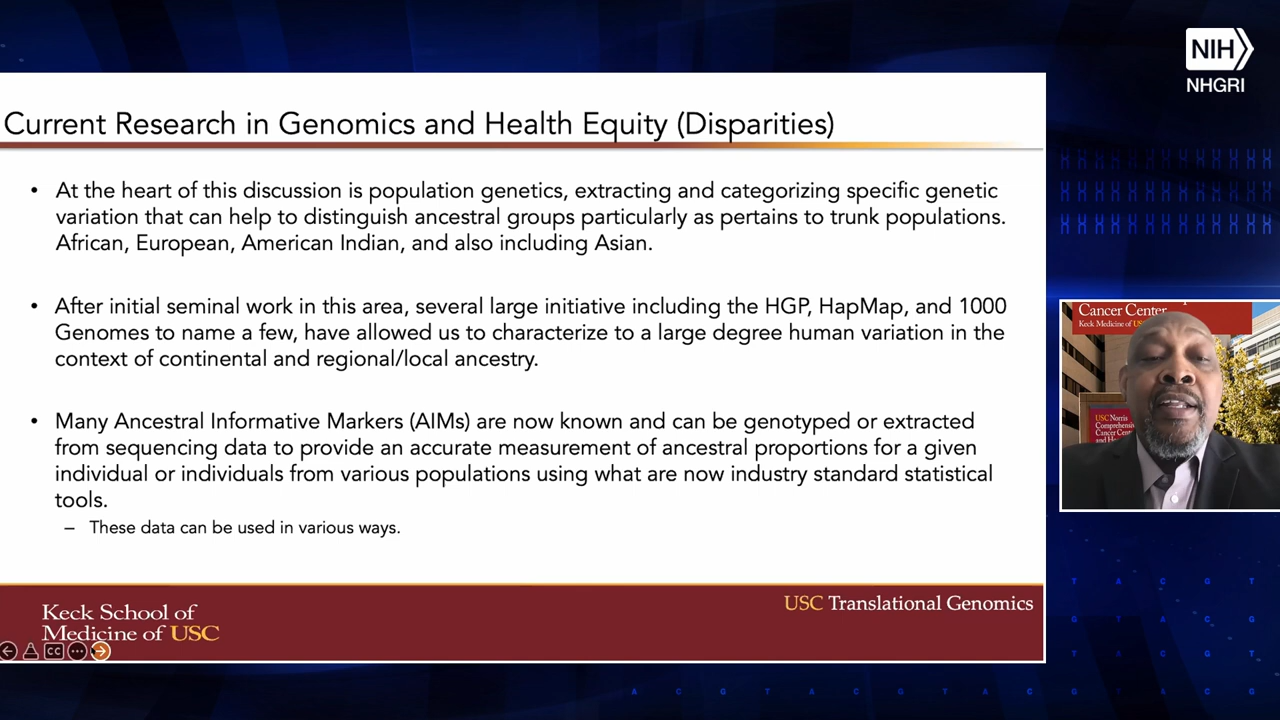 NIH
NHGRI
Current Research in Genomics and Health Equity (Disparities)
• At the heart of this discussion is population genetics, extracting and categorizing specific genetic
variation that can help to distinguish ancestral groups particularly as pertains to trunk populations.
African, European, American Indian, and also including Asian.
• After initial seminal work in this area, several large initiative including the HGP, HapMap, and 1000
Genomes to name a few, have allowed us to characterize to a large degree human variation in the
context of continental and regional/local ancestry.
• Many Ancestral Informative Markers (AIMs) are now known and can be genotyped or extracted
from sequencing data to provide an accurate measurement of ancestral proportions for a given
individual or individuals from various populations using what are now industry standard statistical
tools.
– These data can be used in various ways.
Cancer Center
Keck Medicine of
USC Norris
Comprehensive
Cancer
Keck School of
Medicine of USC
USC Translational Genomics
CC
T A C G T
G T A C G
T A C G T
A C G T A C G T A C G T A C G